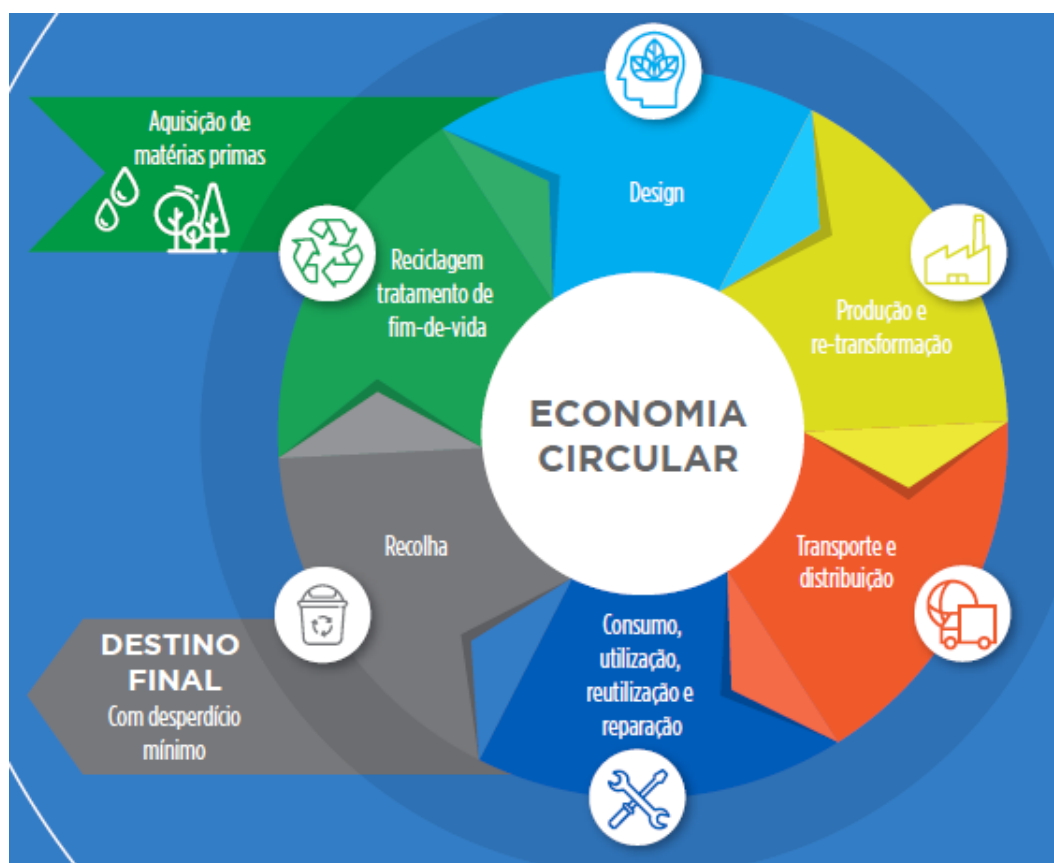 Aquisição de
matérias primas
Design
Reciclagem
tratamento de
fim-de-vida
Produção e
re-transformação
ECONOMIA
CIRCULAR
Recolha
Transporte e
distribuição
Consumo,
utilização,
reutilização e
reparação
DESTINO
FINAL
Com desperdício
mínimo